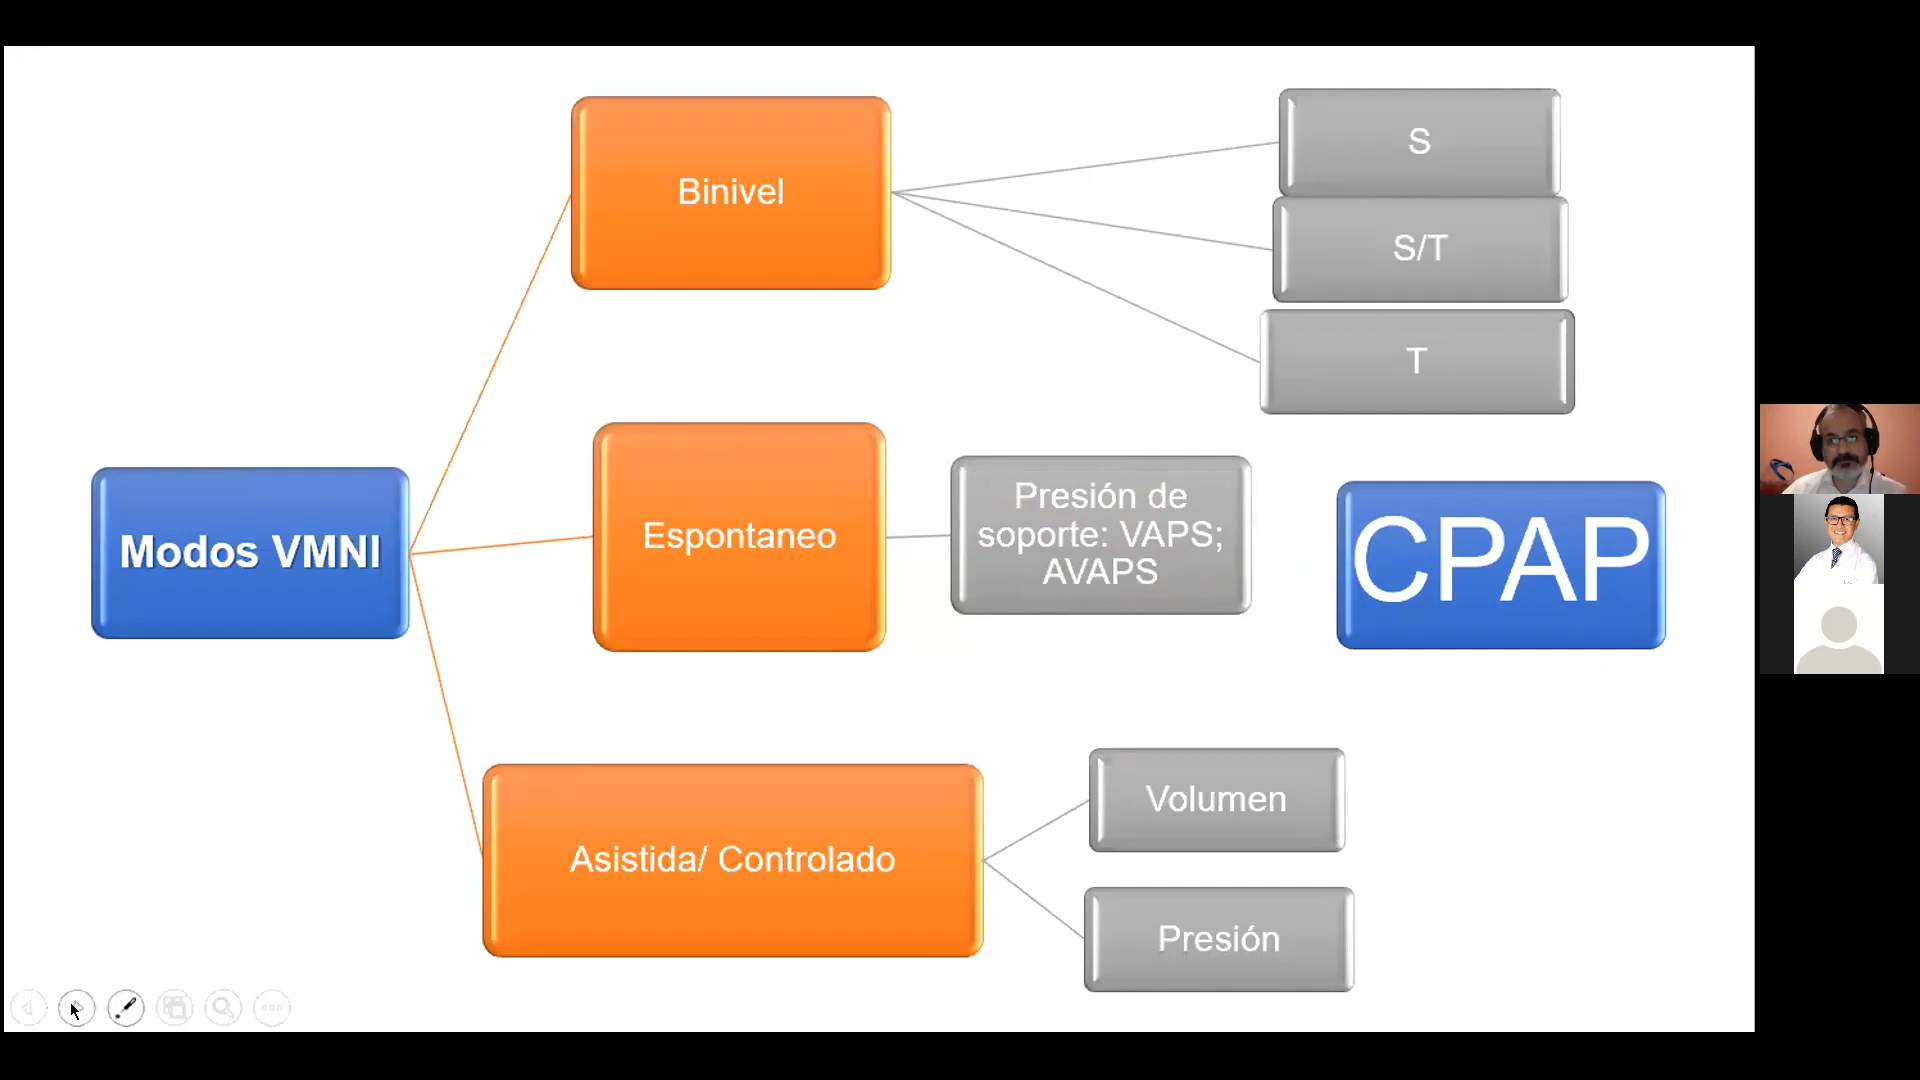 Modos VMNI
Binivel
S
S/T
T
Espontaneo
Presión de
soporte: VAPS;
AVAPS
CPAP
Asistida/ Controlado
Volumen
Presión